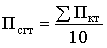 П_сгт = ∑ П_кт / 10